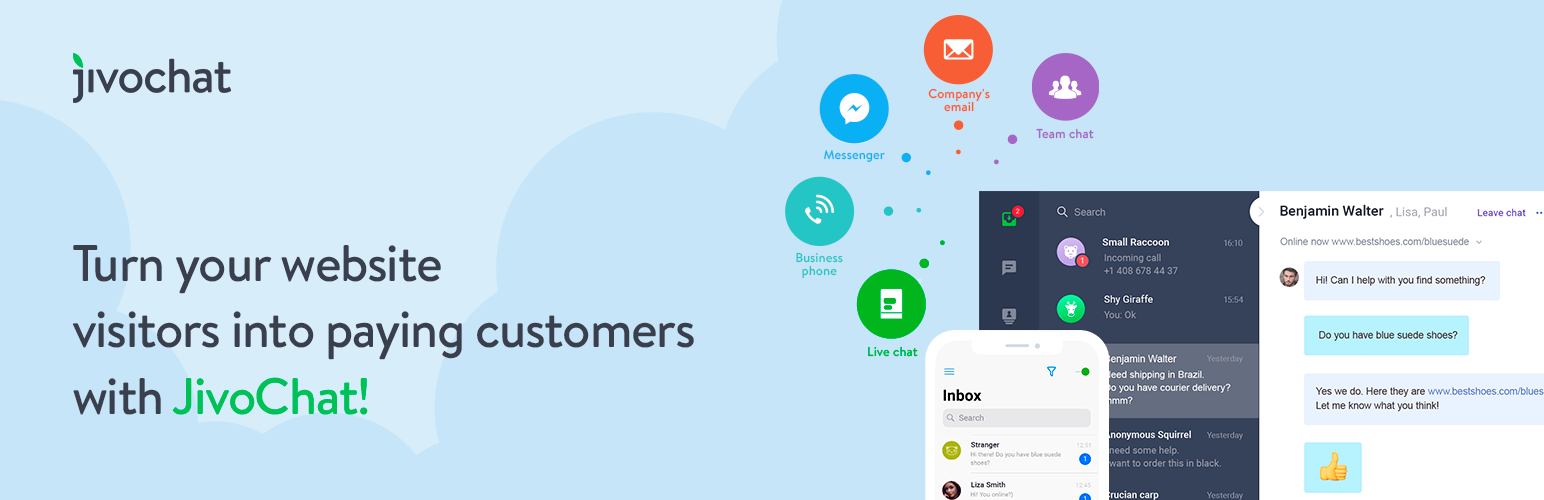 jivochat
Turn your website
visitors into paying customers
with JivoChat!
Company's
email
Team chat
Messenger
Business
phone
Live chat
2
Search
Small Raccoon 16:10
1
Incoming call
+1 408 678 44 37
Shy Giraffe 15:54
You: Ok
Benjamin Walter Yesterday
Need shipping in Brazil.
Do you have courier delivery?
Anonymous Squirrel Yesterday
need some help.
want to order this in black.
Crucian carp
Benjamin Walter , Lisa, Paul Leave chat
Online now www.bestshoes.com/bluesuede
Hi! Can I help with you find something?
Do you have blue suede shoes?
Yes we do. Here they are www.bestshoes.com/blues
Let me know what you think!
Inbox
Search
Stranger 12:51
Hi there! Do you have blue suede
shoes?
1
Liza Smith 12:45
Hi! You online?)
1